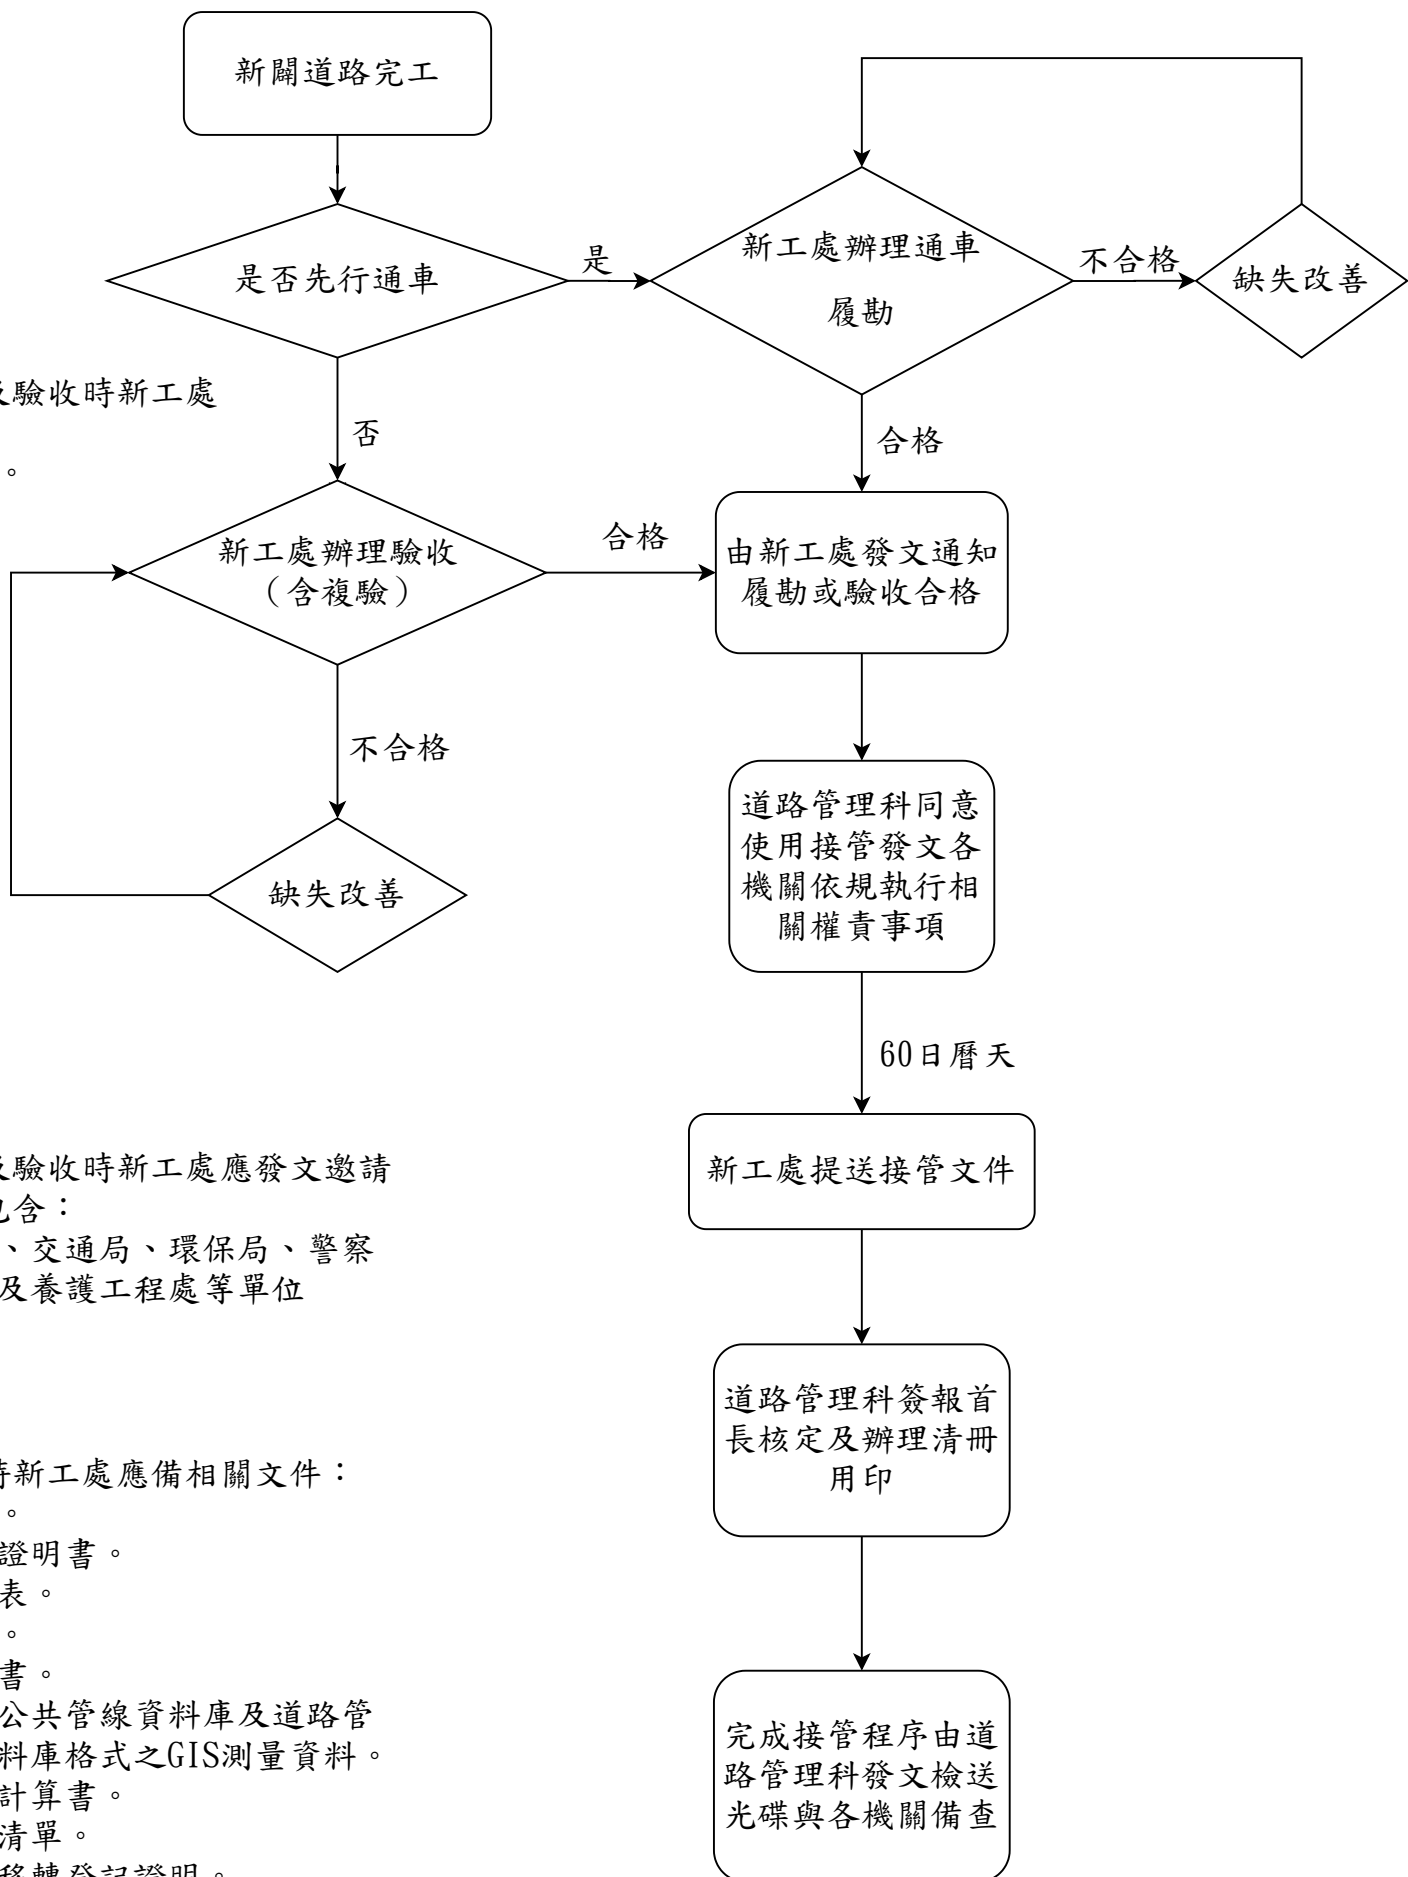 新闢道路完工
是否先行通車
是
新工處辦理通車
履勘
不合格
缺失改善
及驗收時新工處
。
否
合格
新工處辦理驗收
（含複驗）
合格
由新工處發文通知
履勘或驗收合格
不合格
缺失改善
道路管理科同意
使用接管發文各
機關依規執行相
關權責事項
60日曆天
新工處提送接管文件
及驗收時新工處應發文邀請
包含：
、交通局、環保局、警察
及養護工程處等單位
道路管理科簽報首
長核定及辦理清冊
用印
時新工處應備相關文件：
。
證明書。
表。
。
書。
公共管線資料庫及道路管
料庫格式之GIS測量資料。
計算書。
清單。
移轉登記證明。
完成接管程序由道
路管理科發文檢送
光碟與各機關備查